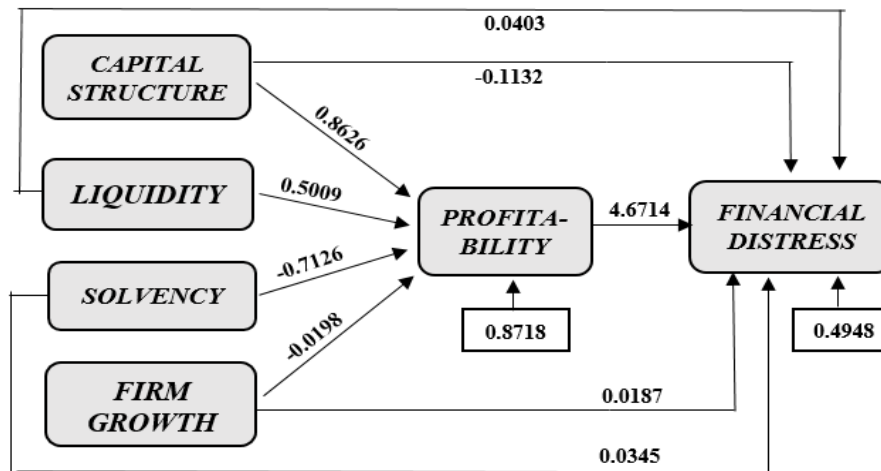 0.0403
CAPITAL
STRUCTURE
-0.1132
0.8626
LIQUIDITY
0.5009
PROFITA-
BILITY
4.6714
FINANCIAL
DISTRESS
SOLVENCY
-0.7126
-0.0198
0.8718
0.4948
FIRM
GROWTH
0.0187
0.0345